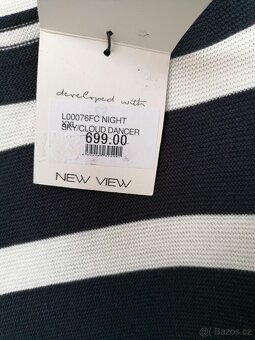 developed with
L00076FC NIGHT
XXL
SKY/CLOUD DANCER
699.00
NEW VIEW
Bazos.cz